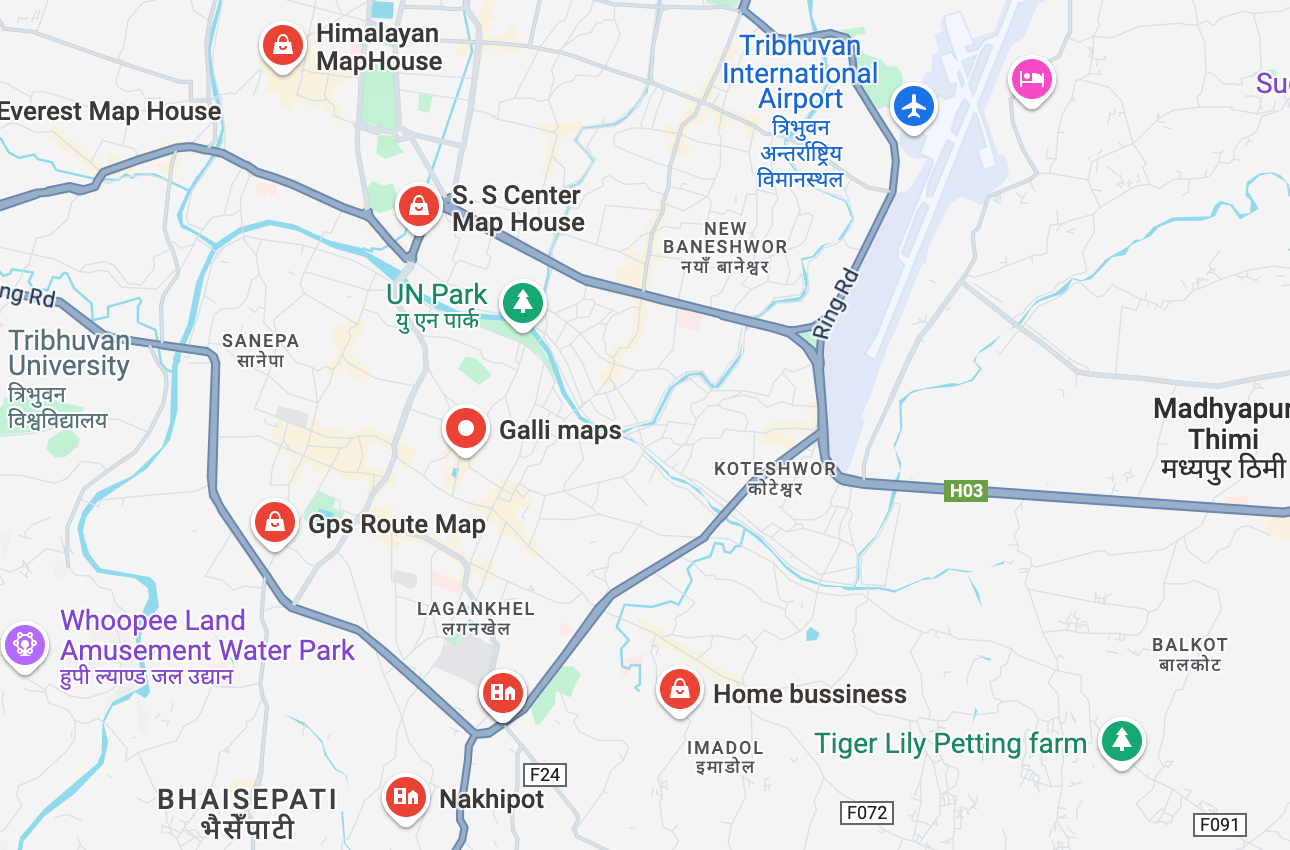 Himalayan
MapHouse
Everest Map House
Tribhuvan
International
Airport
त्रिभुवन
अन्तर्राष्ट्रिय
विमानस्थल
S. S Center
Map House
NEW
BANESHWOR
नयाँ बानेश्वर
UN Park
यु एन पार्क
Ring Rd
SANEPA
सानेपा
Tribhuvan
University
त्रिभुवन
विश्वविद्यालय
Galli maps
Madhyapur
Thimi
मध्यपुर ठिमी
KOTESHWOR
कोटेश्वर
H03
Gps Route Map
LAGANKHEL
लगनखेल
Whoopee Land
Amusement Water Park
हुपी ल्याण्ड जल उद्यान
BALKOT
बालकोट
Home bussiness
IMADOL
इमाडोल
Tiger Lily Petting farm
F24
BHAISEPATI
भैसेँपाटी
Nakhipot
F072
F091